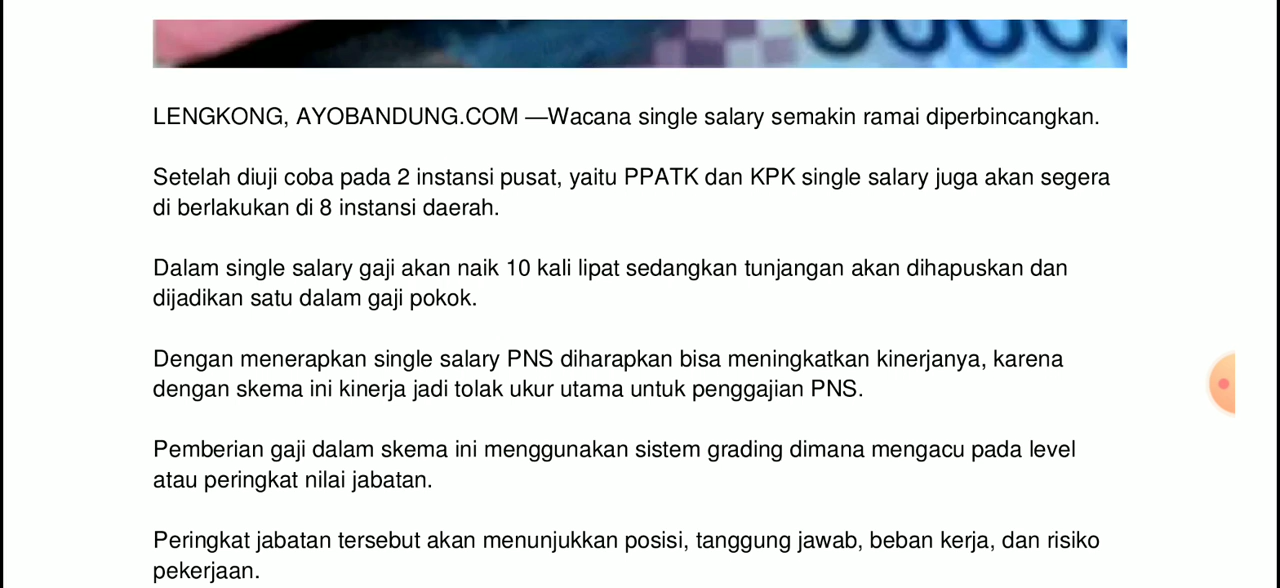 LENGKONG, AYOBANDUNG.COM —Wacana single salary semakin ramai diperbincangkan.
Setelah diuji coba pada 2 instansi pusat, yaitu PPATK dan KPK single salary juga akan segera
di berlakukan di 8 instansi daerah.
Dalam single salary gaji akan naik 10 kali lipat sedangkan tunjangan akan dihapuskan dan
dijadikan satu dalam gaji pokok.
Dengan menerapkan single salary PNS diharapkan bisa meningkatkan kinerjanya, karena
dengan skema ini kinerja jadi tolak ukur utama untuk penggajian PNS.
Pemberian gaji dalam skema ini menggunakan sistem grading dimana mengacu pada level
atau peringkat nilai jabatan.
Peringkat jabatan tersebut akan menunjukkan posisi, tanggung jawab, beban kerja, dan risiko
pekerjaan.